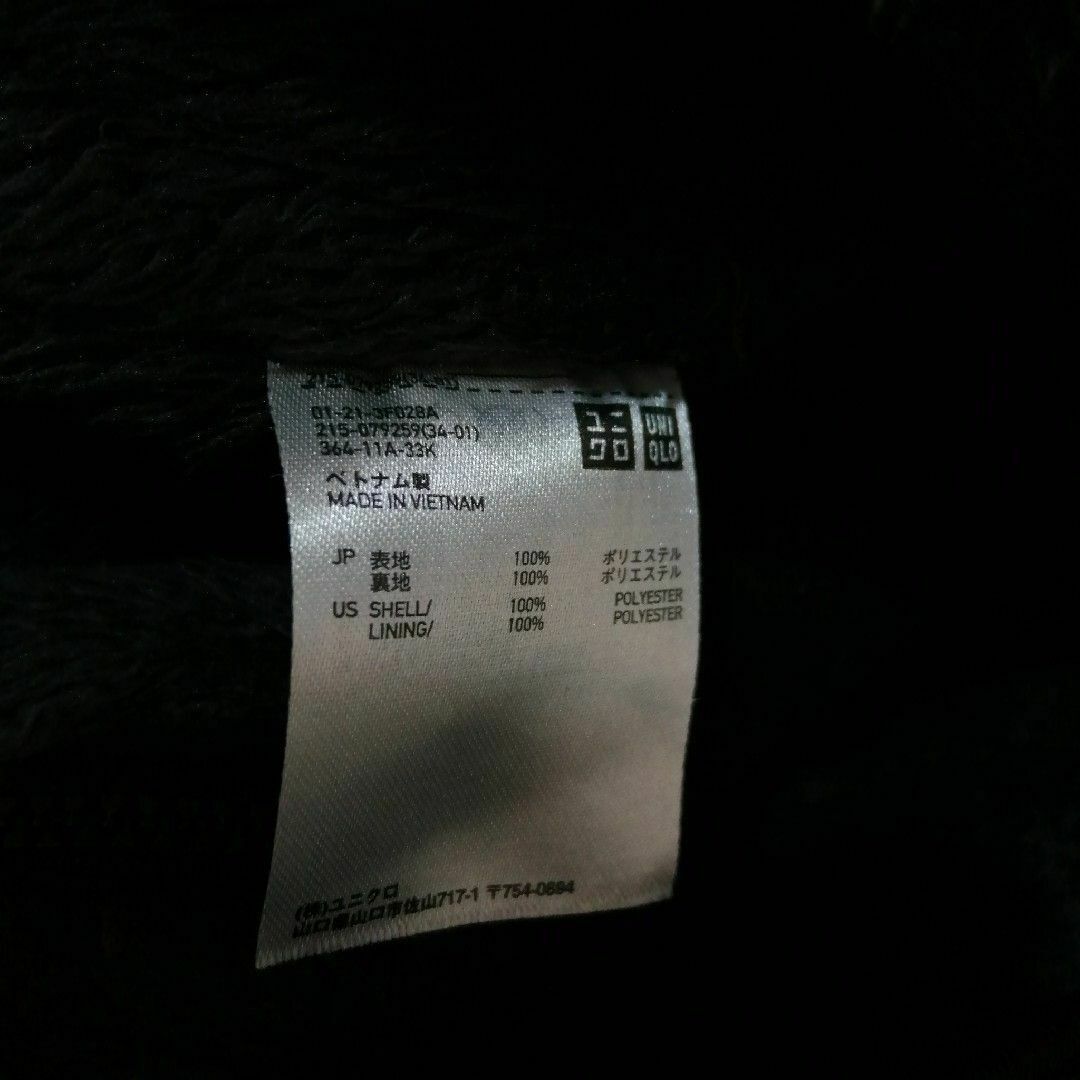 01-21-3F028A
215-079259(34-01)
364-11A-33K
ユニ
クロ
UNI
QLO
ベトナム製
MADE IN VIETNAM
JP 表地 100% ポリエステル
裏地 100% ポリエステル
US SHELL/ 100% POLYESTER
LINING/ 100% POLYESTER
(株)ユニクロ
山口県山口市佐山717-1 〒754-0894